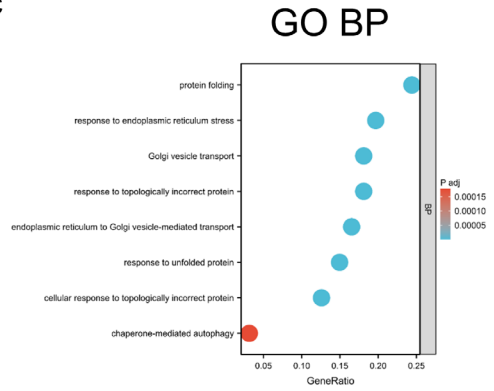 GO BP
protein folding
response to endoplasmic reticulum stress
Golgi vesicle transport
response to topologically incorrect protein
endoplasmic reticulum to Golgi vesicle-mediated transport
response to unfolded protein
cellular response to topologically incorrect protein
chaperone-mediated autophagy
BP
P adj
0.00015
0.00010
0.00005
0.05 0.10 0.15 0.20 0.25
GeneRatio